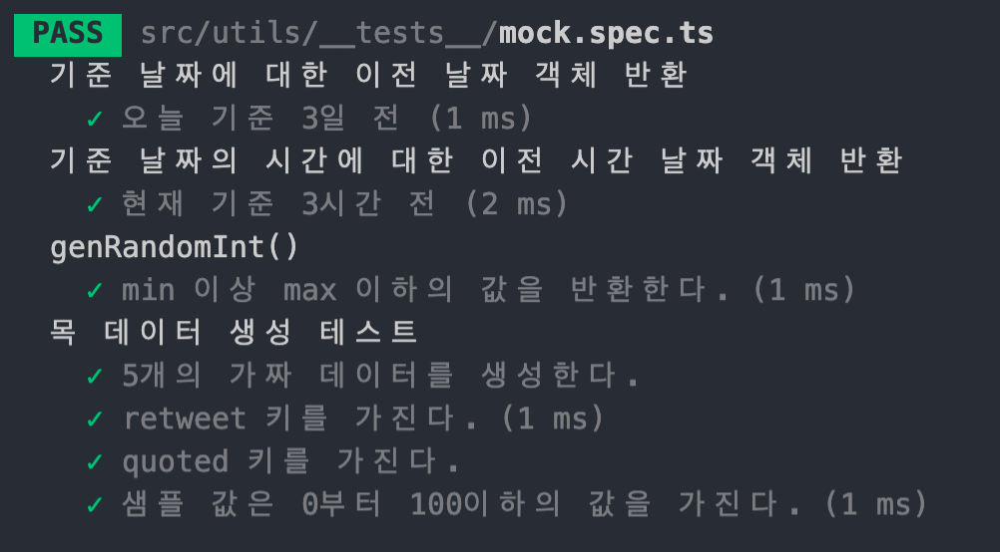 PASS src/utils/__tests__/mock.spec.ts
기준 날짜에 대한 이전 날짜 객체 반환
✓ 오늘 기준 3일 전 (1 ms)
기준 날짜의 시간에 대한 이전 시간 날짜 객체 반환
✓ 현재 기준 3시간 전 (2 ms)
genRandomInt()
✓ min 이상 max 이하의 값을 반환한다. (1 ms)
목 데이터 생성 테스트
✓ 5개의 가짜 데이터를 생성한다.
✓ retweet 키를 가진다. (1 ms)
✓ quoted 키를 가진다.
✓ 샘플 값은 0부터 100이하의 값을 가진다. (1 ms)